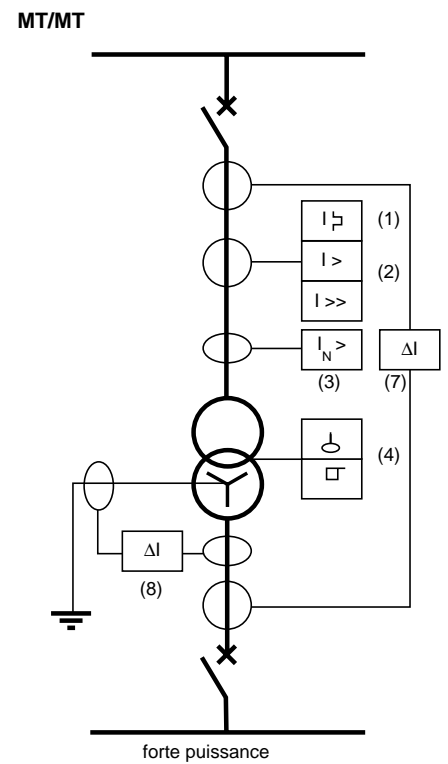 MT/MT
I
(1)
I >
(2)
I >>
I_N >
ΔI
(3)
(7)
(4)
ΔI
(8)
forte puissance